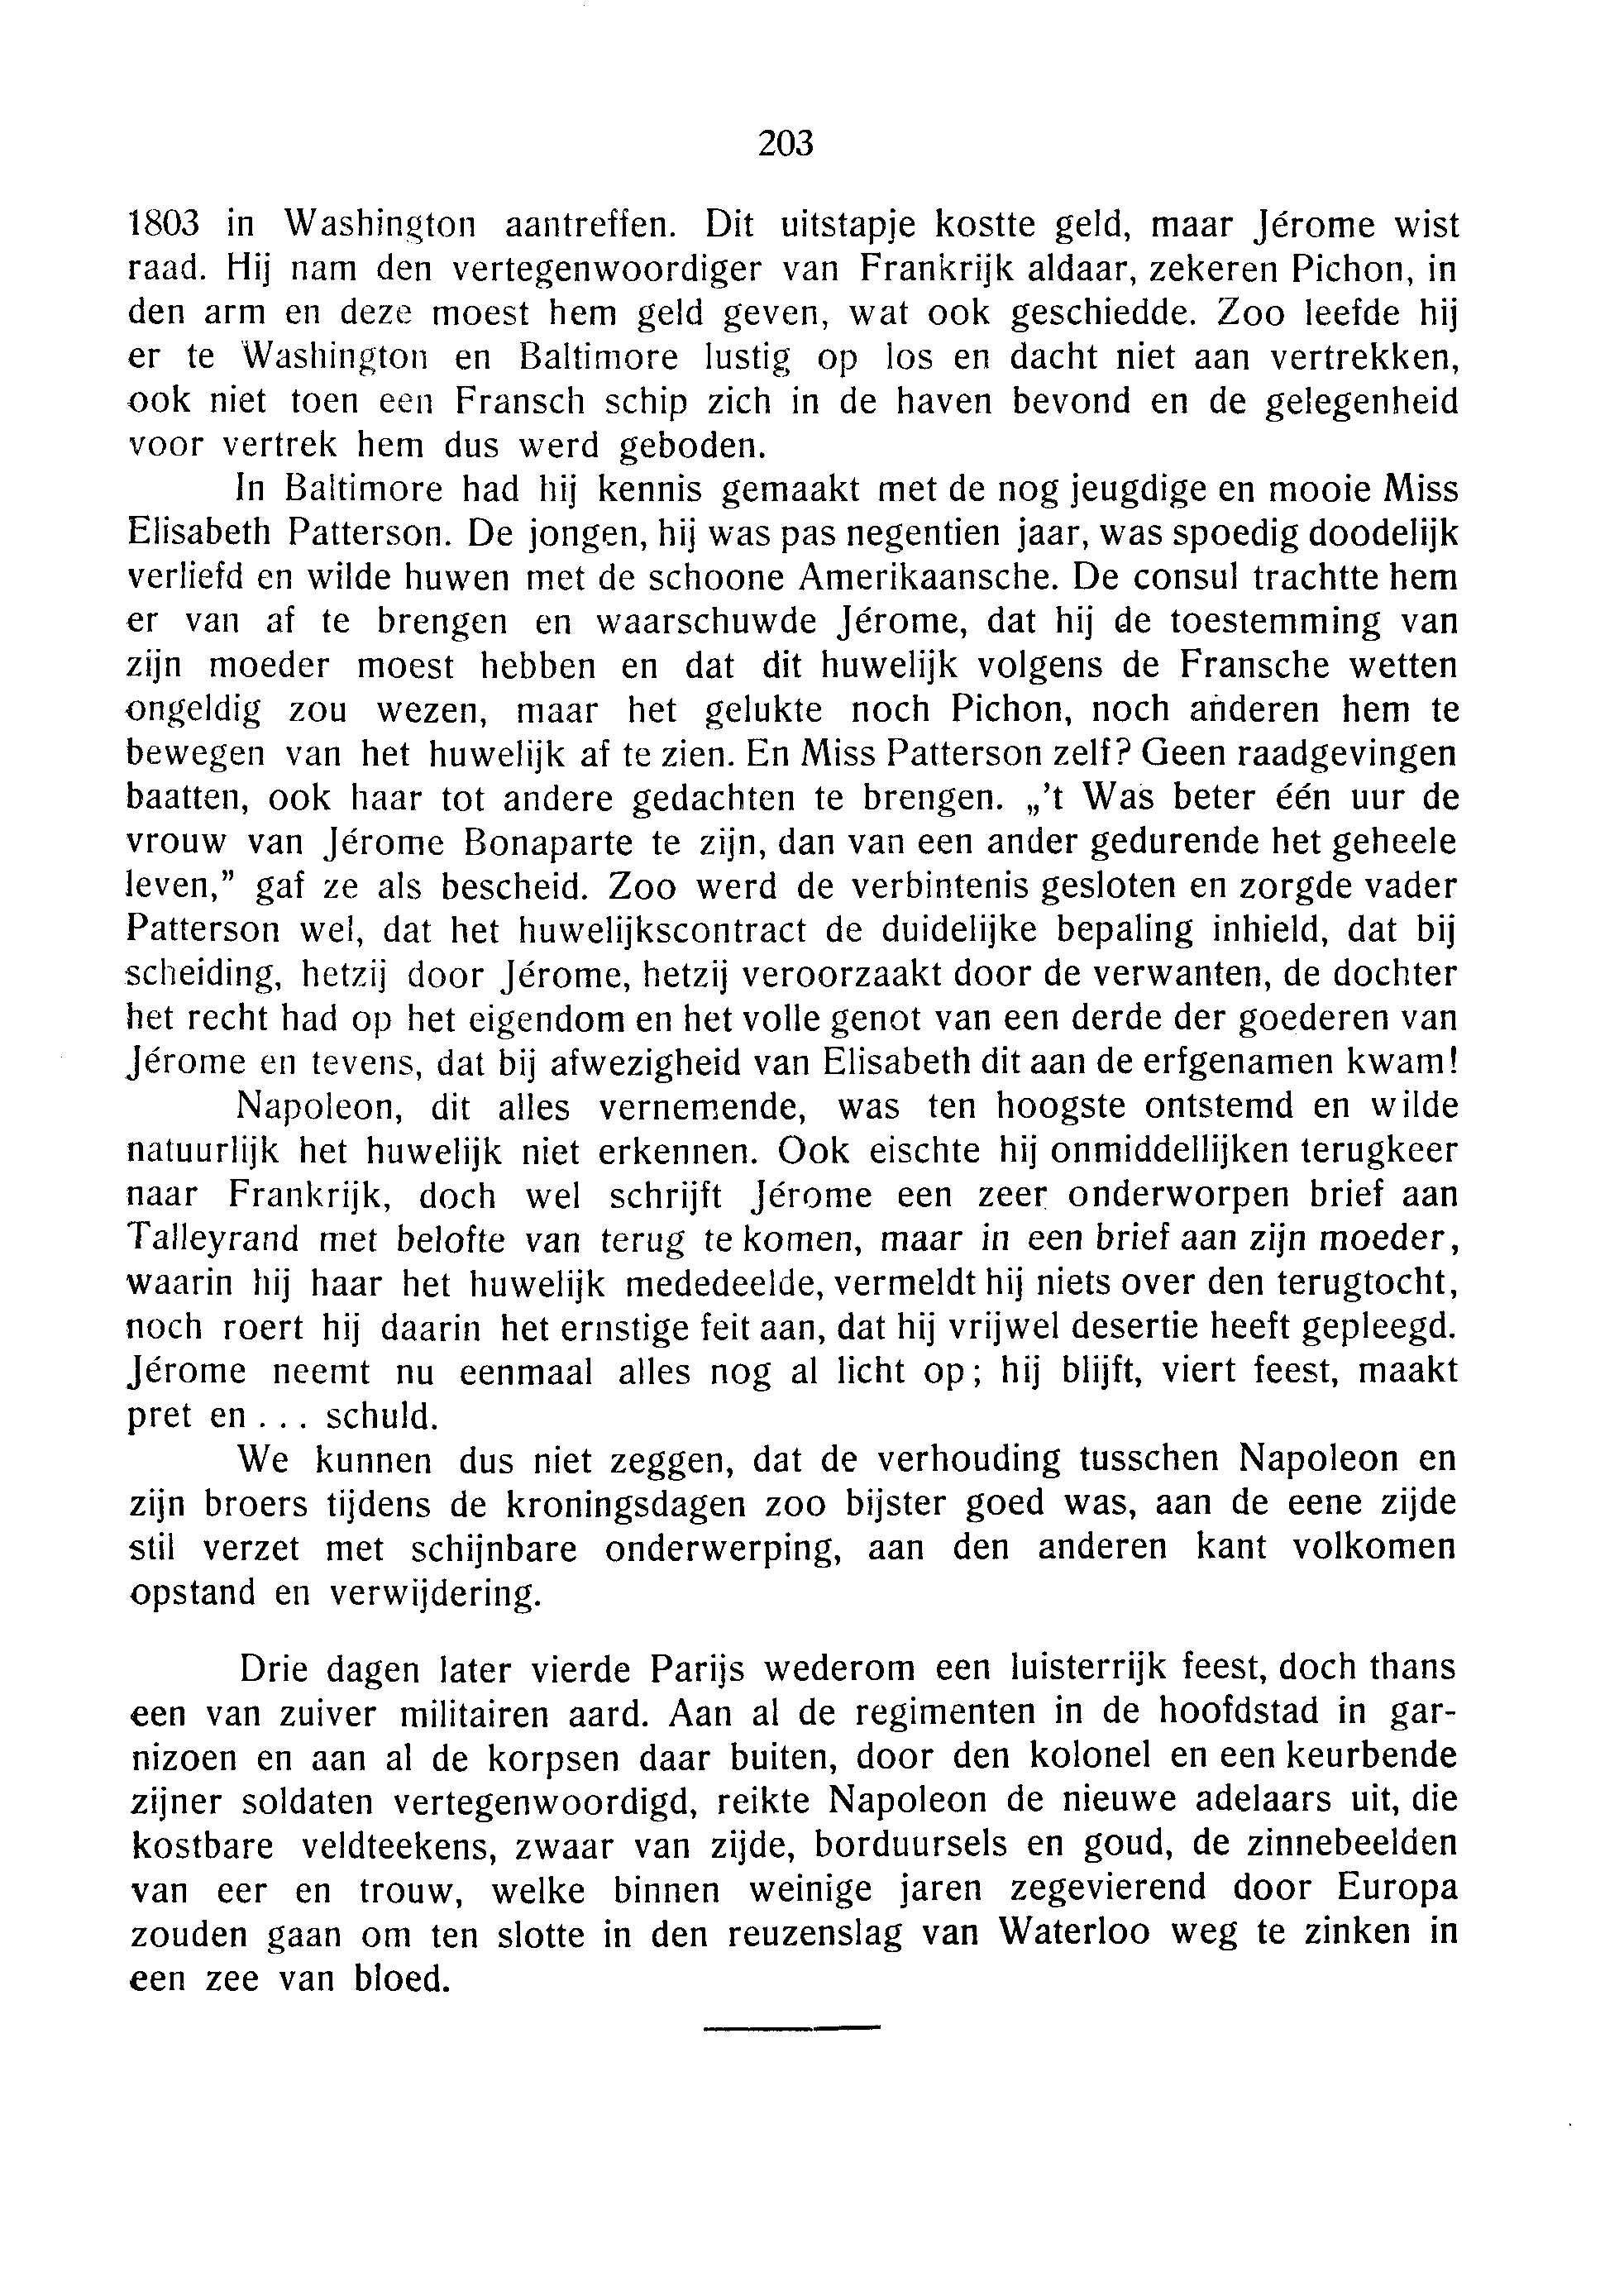 203
1803 in Washington aantreffen. Dit uitstapje kostte geld, maar Jérome wist
raad. Hij nam den vertegenwoordiger van Frankrijk aldaar, zekeren Pichon, in
den arm en deze moest hem geld geven, wat ook geschiedde. Zoo leefde hij
er te Washington en Baltimore lustig op los en dacht niet aan vertrekken,
ook niet toen een Fransch schip zich in de haven bevond en de gelegenheid
voor vertrek hem dus werd geboden.
In Baltimore had hij kennis gemaakt met de nog jeugdige en mooie Miss
Elisabeth Patterson. De jongen, hij was pas negentien jaar, was spoedig doodelijk
verliefd en wilde huwen met de schoone Amerikaansche. De consul trachtte hem
er van af te brengen en waarschuwde Jérome, dat hij de toestemming van
zijn moeder moest hebben en dat dit huwelijk volgens de Fransche wetten
ongeldig zou wezen, maar het gelukte noch Pichon, noch anderen hem te
bewegen van het huwelijk af te zien. En Miss Patterson zelf? Geen raadgevingen
baatten, ook haar tot andere gedachten te brengen. „'t Was beter één uur de
vrouw van Jérome Bonaparte te zijn, dan van een ander gedurende het geheele
leven,” gaf ze als bescheid. Zoo werd de verbintenis gesloten en zorgde vader
Patterson wel, dat het huwelijkscontract de duidelijke bepaling inhield, dat bij
scheiding, hetzij door Jérome, hetzij veroorzaakt door de verwanten, de dochter
het recht had op het eigendom en het volle genot van een derde der goederen van
Jérome en tevens, dat bij afwezigheid van Elisabeth dit aan de erfgenamen kwam!
Napoleon, dit alles vernemende, was ten hoogste ontstemd en wilde
natuurlijk het huwelijk niet erkennen. Ook eischte hij onmiddellijken terugkeer
naar Frankrijk, doch wel schrijft Jérome een zeer onderworpen brief aan
Talleyrand met belofte van terug te komen, maar in een brief aan zijn moeder,
waarin hij haar het huwelijk mededeelde, vermeldt hij niets over den terugtocht,
noch roert hij daarin het ernstige feit aan, dat hij vrijwel desertie heeft gepleegd.
Jérome neemt nu eenmaal alles nog al licht op; hij blijft, viert feest, maakt
pret en ... schuld.
We kunnen dus niet zeggen, dat de verhouding tusschen Napoleon en
zijn broers tijdens de kroningsdagen zoo bijster goed was, aan de eene zijde
stil verzet met schijnbare onderwerping, aan den anderen kant volkomen
opstand en verwijdering.
Drie dagen later vierde Parijs wederom een luisterrijk feest, doch thans
een van zuiver militairen aard. Aan al de regimenten in de hoofdstad in gar-
nizoen en aan al de korpsen daar buiten, door den kolonel en een keurbende
zijner soldaten vertegenwoordigd, reikte Napoleon de nieuwe adelaars uit, die
kostbare veldteekens, zwaar van zijde, borduursels en goud, de zinnebeelden
van eer en trouw, welke binnen weinige jaren zegevierend door Europa
zouden gaan om ten slotte in den reuzenslag van Waterloo weg te zinken in
een zee van bloed.